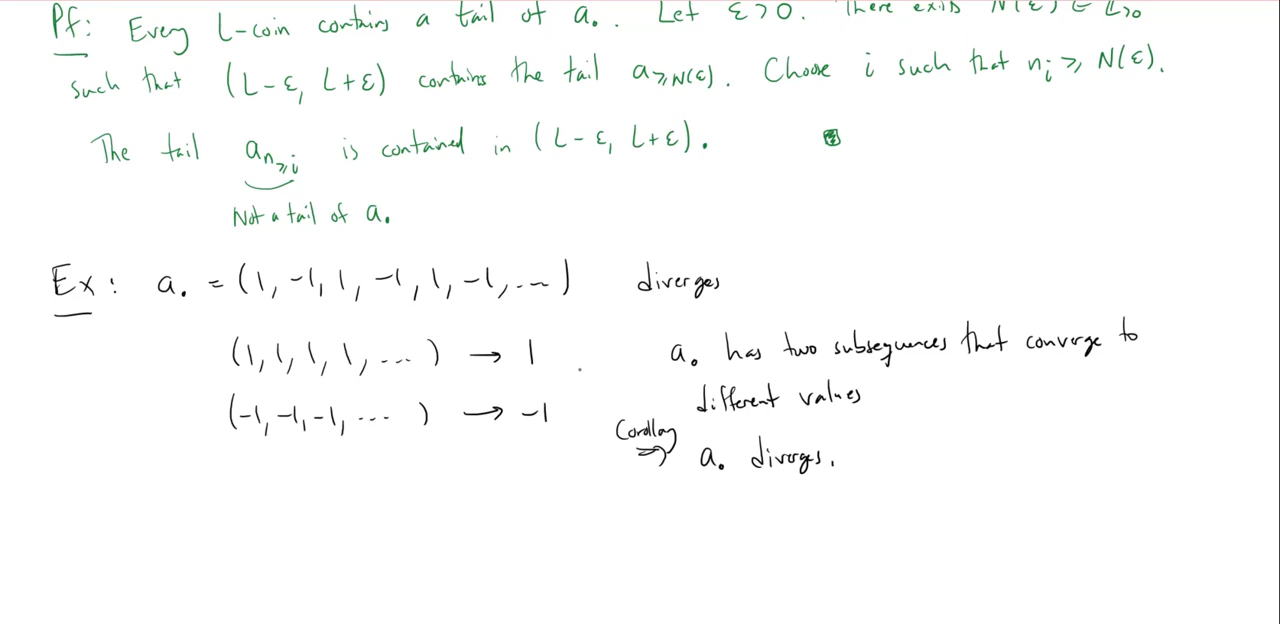 Pf: Every L-coin contains a tail of a•. Let ε>0. There exists N(ε) ∈ ℤ>0
such that (L-ε, L+ε) contains the tail a≥N(ε). Choose i such that nᵢ ≥ N(ε).
The tail a_{n≥i} is contained in (L-ε, L+ε).
Not a tail of a•
Ex: a• = (1, -1, 1, -1, 1, -1, ...) diverges
(1, 1, 1, 1, ...) → 1 a• has two subsequences that converge to
different values
(-1, -1, -1, ...) → -1
Corollary
⇒ a• diverges.